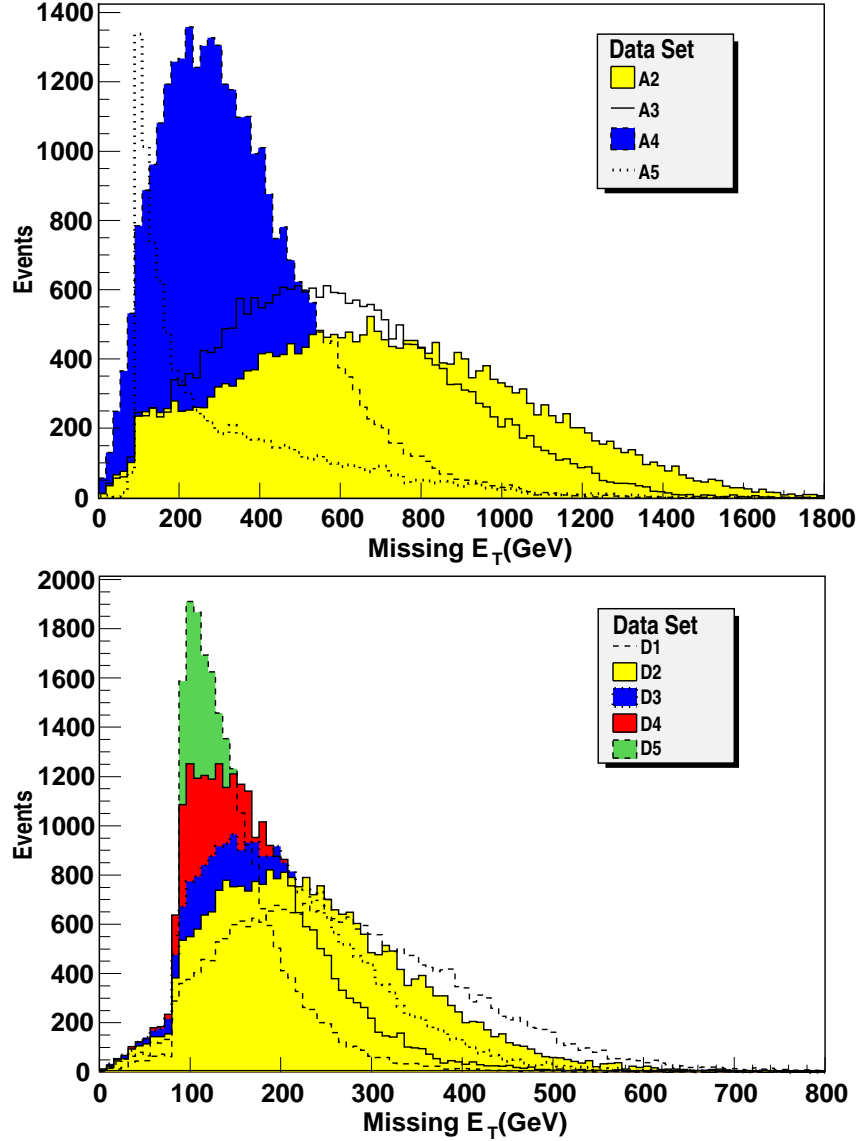 1400
1200
1000
800
600
400
200
0
Events
Data Set
A2
A3
A4
A5
0 200 400 600 800 1000 1200 1400 1600 1800
Missing E_T(GeV)
2000
1800
1600
1400
1200
1000
800
600
400
200
0
Events
Data Set
D1
D2
D3
D4
D5
0 100 200 300 400 500 600 700 800
Missing E_T(GeV)